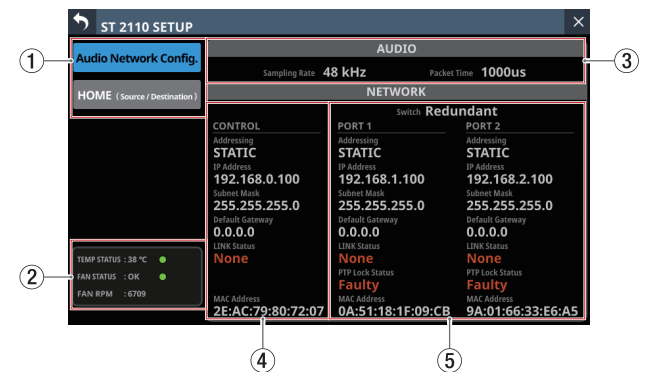 ST 2110 SETUP
×
1
Audio Network Config.
HOME (Source / Destination)
AUDIO
Sampling Rate 48 kHz Packet Time 1000us
3
NETWORK
Switch Redundant
CONTROL PORT 1 PORT 2
Addressing Addressing Addressing
STATIC STATIC STATIC
IP Address IP Address IP Address
192.168.0.100 192.168.1.100 192.168.2.100
Subnet Mask Subnet Mask Subnet Mask
255.255.255.0 255.255.255.0 255.255.255.0
Default Gateway Default Gateway Default Gateway
0.0.0.0 0.0.0.0 0.0.0.0
LINK Status LINK Status LINK Status
None None None
PTP Lock Status PTP Lock Status
Faulty Faulty
MAC Address MAC Address MAC Address
2E:AC:79:80:72:07 0A:51:18:1F:09:CB 9A:01:66:33:E6:A5
2
TEMP STATUS : 38 ℃
FAN STATUS : OK
FAN RPM : 6709
4
5